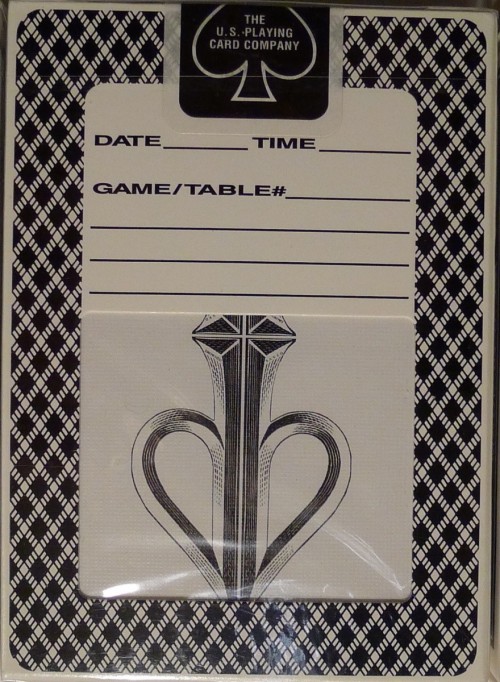 THE
U.S. PLAYING
CARD COMPANY
DATE TIME
GAME/TABLE#